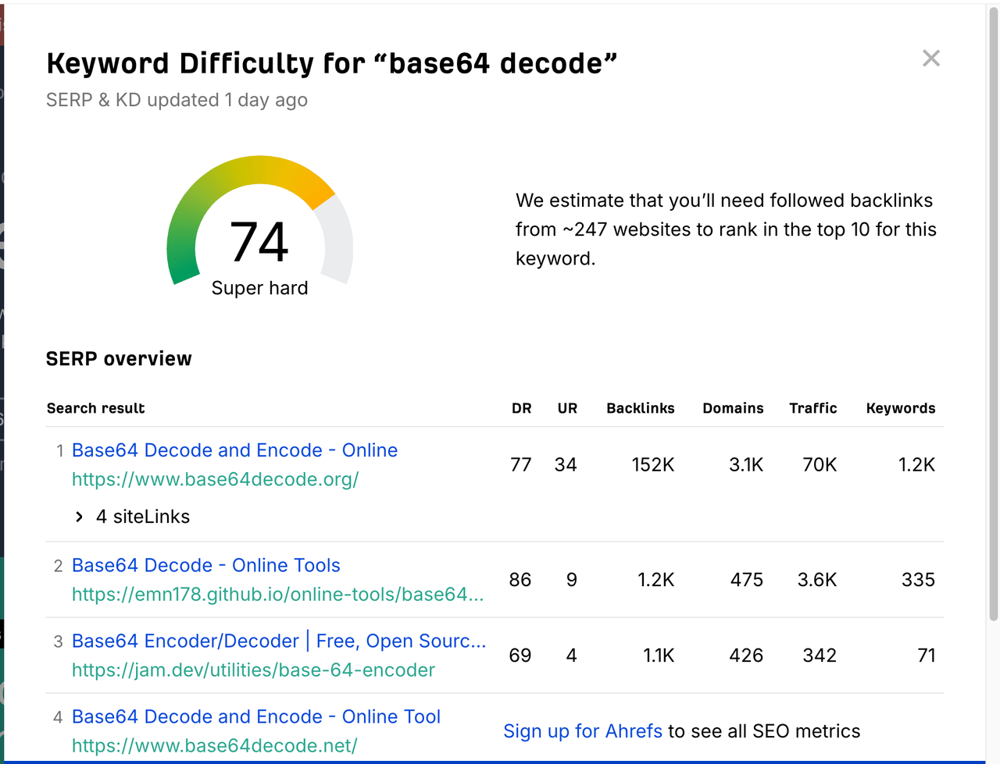 Keyword Difficulty for “base64 decode”
SERP & KD updated 1 day ago
74
Super hard
We estimate that you’ll need followed backlinks
from ~247 websites to rank in the top 10 for this
keyword.
SERP overview
Search result DR UR Backlinks Domains Traffic Keywords
1 Base64 Decode and Encode - Online 77 34 152K 3.1K 70K 1.2K
https://www.base64decode.org/
4 siteLinks
2 Base64 Decode - Online Tools 86 9 1.2K 475 3.6K 335
https://emn178.github.io/online-tools/base64...
3 Base64 Encoder/Decoder | Free, Open Sourc... 69 4 1.1K 426 342 71
https://jam.dev/utilities/base-64-encoder
4 Base64 Decode and Encode - Online Tool
https://www.base64decode.net/
Sign up for Ahrefs to see all SEO metrics